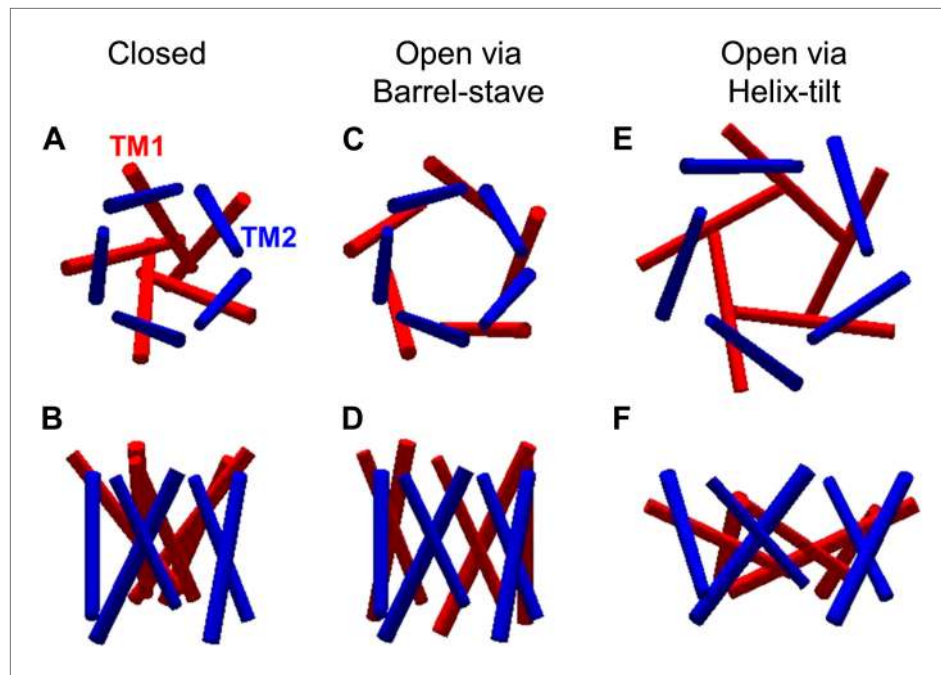 Closed
Open via
Barrel-stave
Open via
Helix-tilt
A
TM1
TM2
C
E
B
D
F